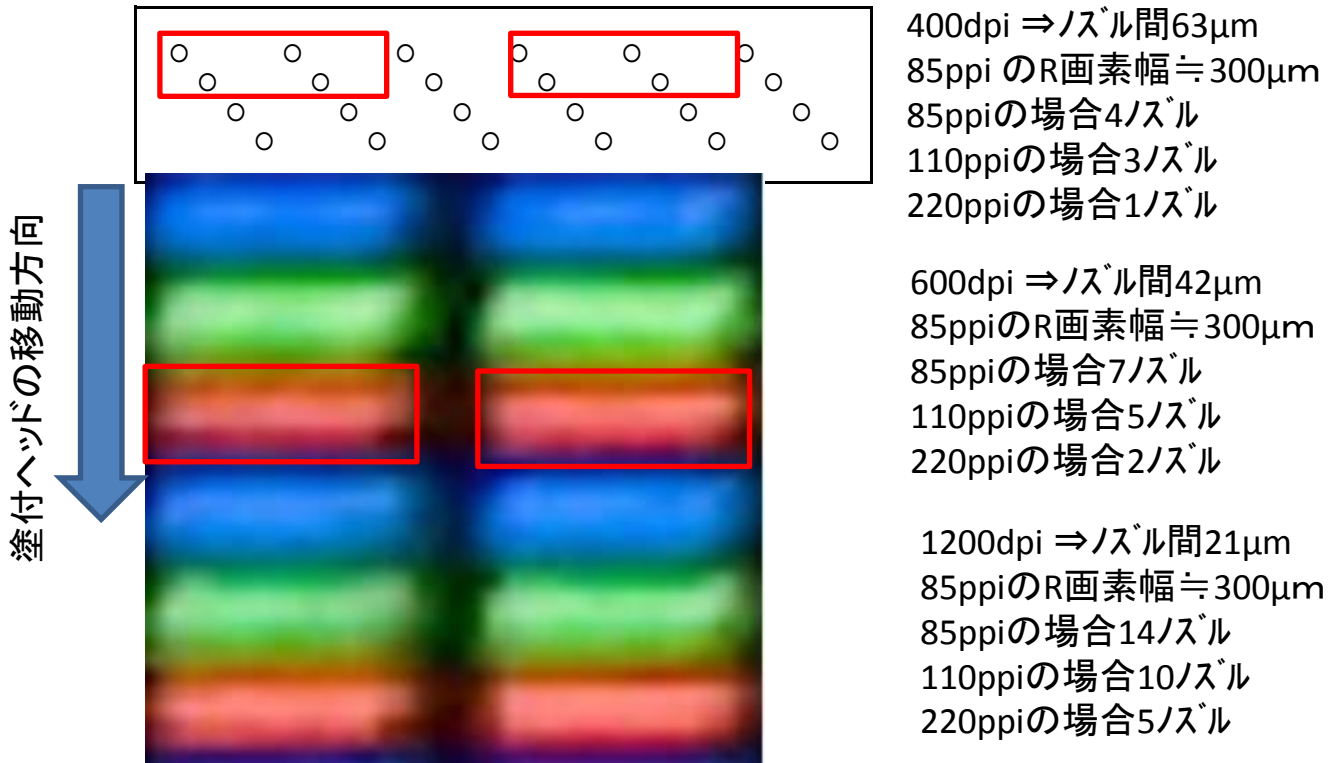 400dpi ⇒ノズル間63μm
85ppi のR画素幅≒300μm
85ppiの場合4ノズル
110ppiの場合3ノズル
220ppiの場合1ノズル
塗付ヘッドの移動方向
600dpi ⇒ノズル間42μm
85ppiのR画素幅≒300μm
85ppiの場合7ノズル
110ppiの場合5ノズル
220ppiの場合2ノズル
1200dpi ⇒ノズル間21μm
85ppiのR画素幅≒300μm
85ppiの場合14ノズル
110ppiの場合10ノズル
220ppiの場合5ノズル